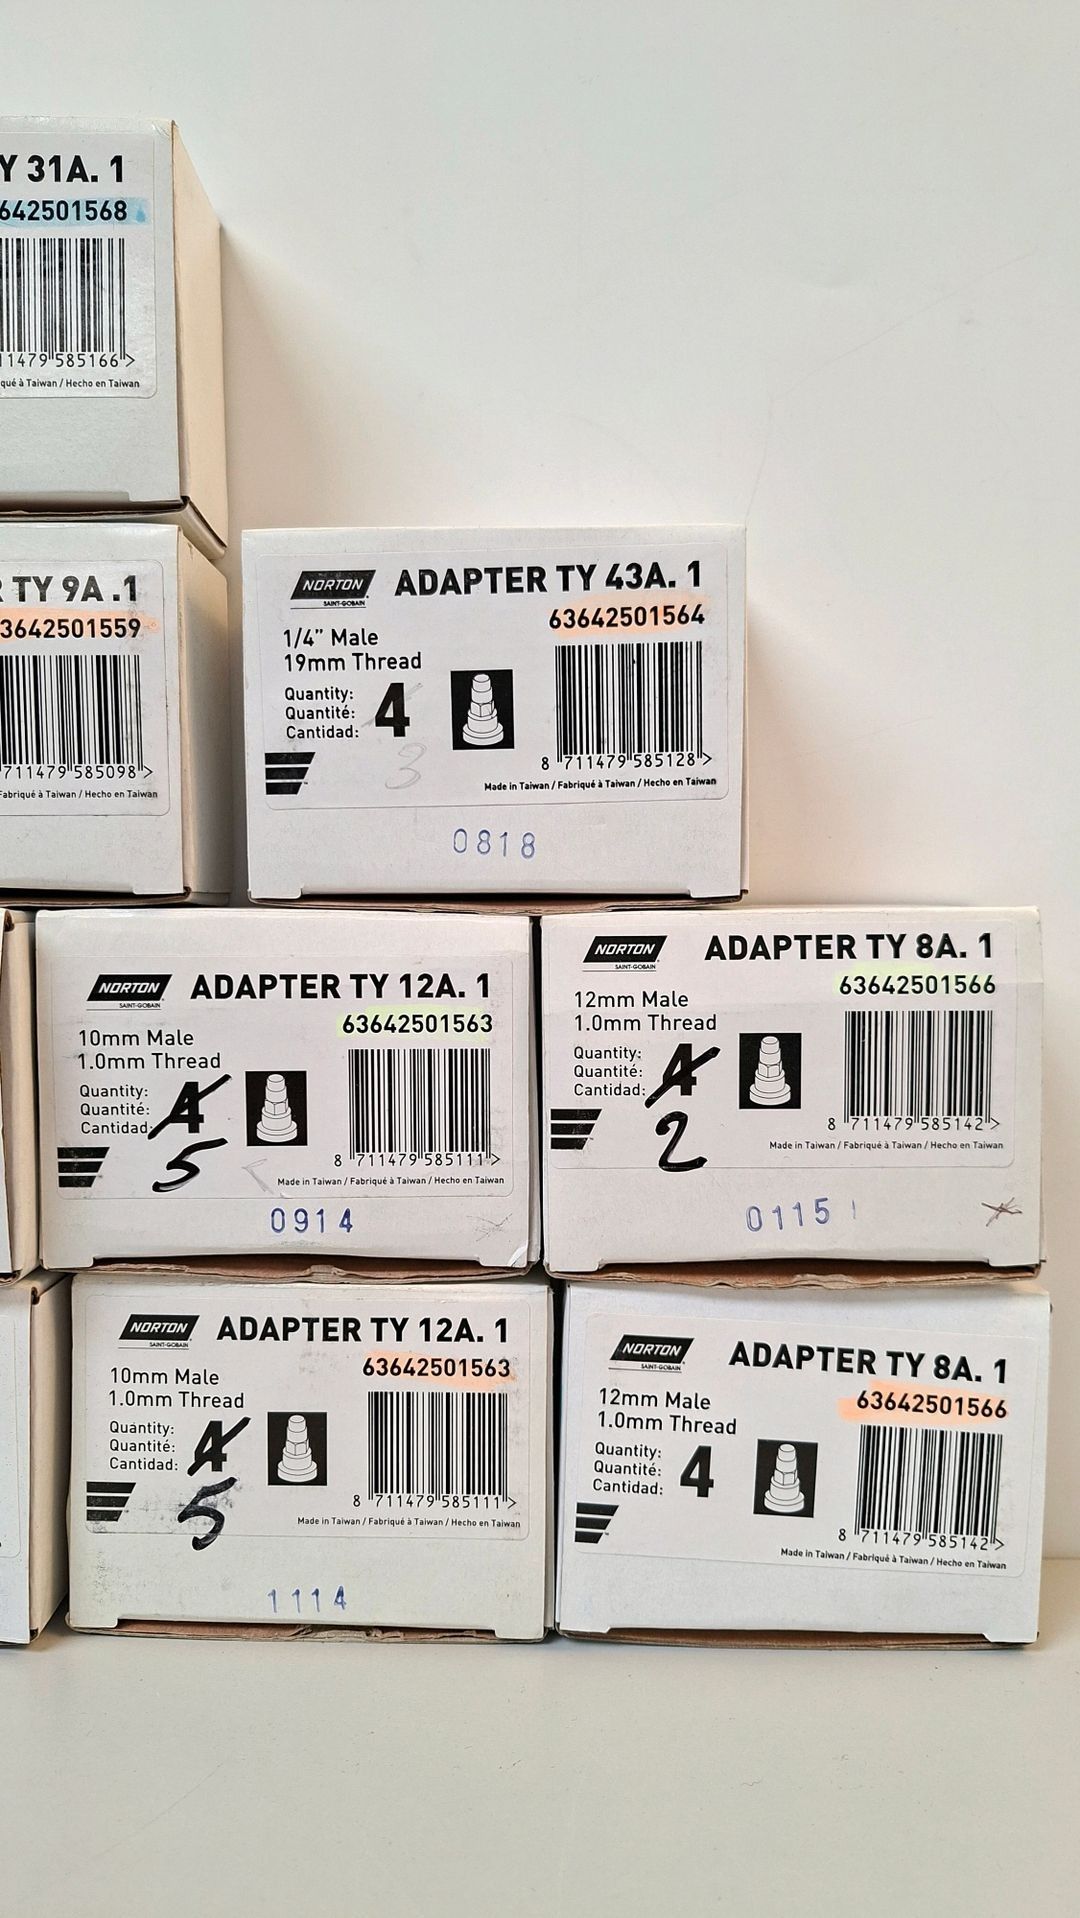 Y 31A. 1
642501568
11479 585166 >
qué à Taiwan / Hecho en Taiwan
TY 9A .1
3642501559
711479 585098 >
Fabriqué à Taiwan / Hecho en Taiwan
NORTON
SAINT-GOBAIN
ADAPTER TY 43A. 1
63642501564
1/4” Male
19mm Thread
Quantity:
Quantité:
Cantidad:
4
3
8 711479 585128 >
Made in Taiwan / Fabriqué à Taiwan / Hecho en Taiwan
0818
NORTON
SAINT-GOBAIN
ADAPTER TY 12A. 1
63642501563
10mm Male
1.0mm Thread
Quantity:
Quantité:
Cantidad:
4
5
8 711479 585111 >
Made in Taiwan / Fabriqué à Taiwan / Hecho en Taiwan
0914
NORTON
SAINT-GOBAIN
ADAPTER TY 8A. 1
63642501566
12mm Male
1.0mm Thread
Quantity:
Quantité:
Cantidad:
4
2
8 711479 585142 >
Made in Taiwan / Fabriqué à Taiwan / Hecho en Taiwan
0115
NORTON
SAINT-GOBAIN
ADAPTER TY 12A. 1
63642501563
10mm Male
1.0mm Thread
Quantity:
Quantité:
Cantidad:
4
5
8 711479 585111 >
Made in Taiwan / Fabriqué à Taiwan / Hecho en Taiwan
1114
NORTON
SAINT-GOBAIN
ADAPTER TY 8A. 1
63642501566
12mm Male
1.0mm Thread
Quantity:
Quantité:
Cantidad:
4
8 711479 585142 >
Made in Taiwan / Fabriqué à Taiwan / Hecho en Taiwan